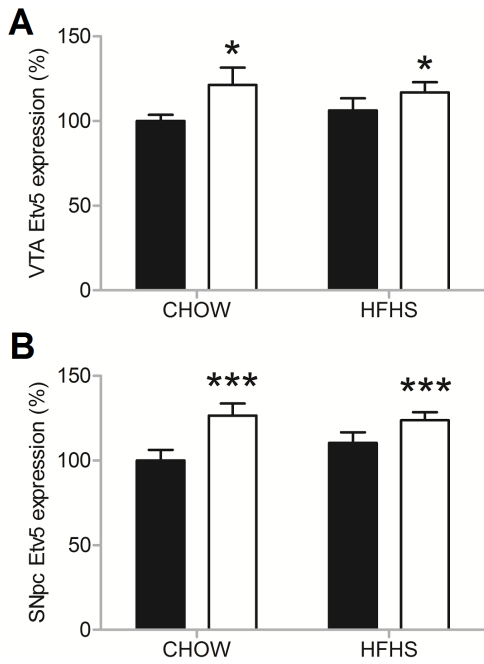 A
VTA Etv5 expression (%)
150
100
50
0
*
*
CHOW
HFHS
B
SNpc Etv5 expression (%)
150
100
50
0
***
***
CHOW
HFHS